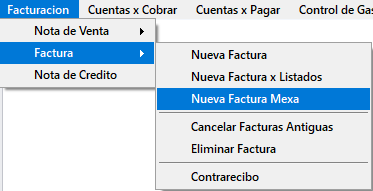 Facturacion Cuentas x Cobrar Cuentas x Pagar Control de Gas
Nota de Venta
Factura
Nota de Credito
Nueva Factura
Nueva Factura x Listados
Nueva Factura Mexa
Cancelar Facturas Antiguas
Eliminar Factura
Contrarecibo